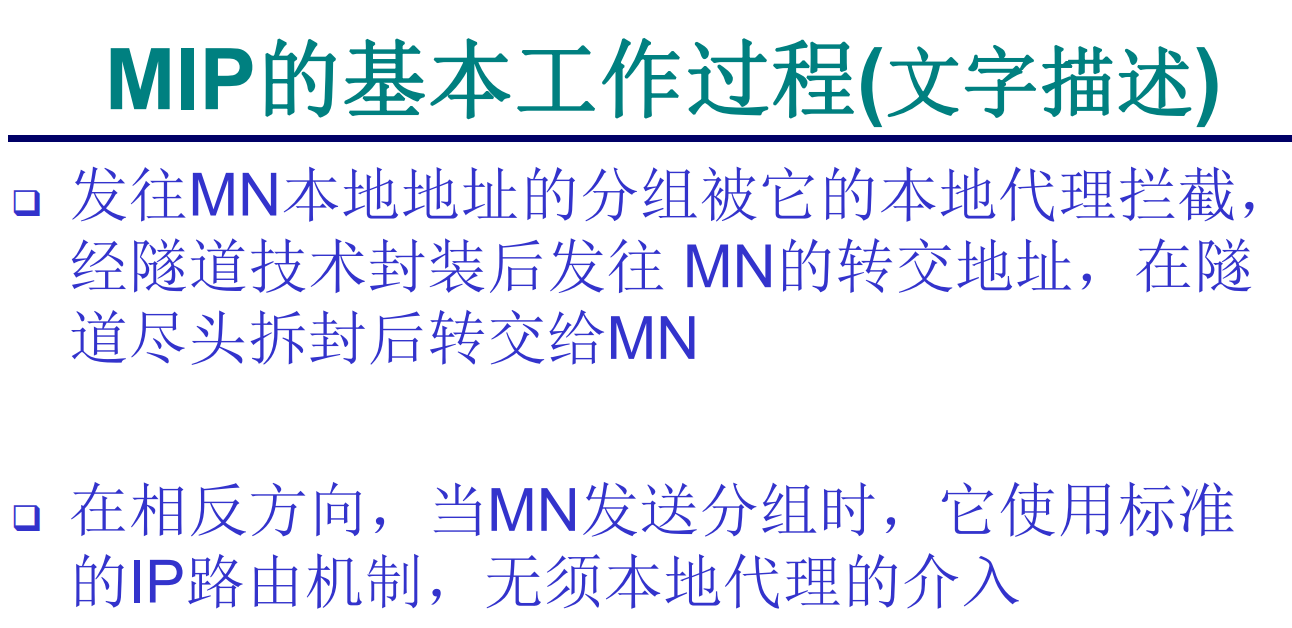 MIP的基本工作过程(文字描述)
发往MN本地地址的分组被它的本地代理拦截，
经隧道技术封装后发往 MN的转交地址，在隧
道尽头拆封后转交给MN
在相反方向，当MN发送分组时，它使用标准
的IP路由机制，无须本地代理的介入